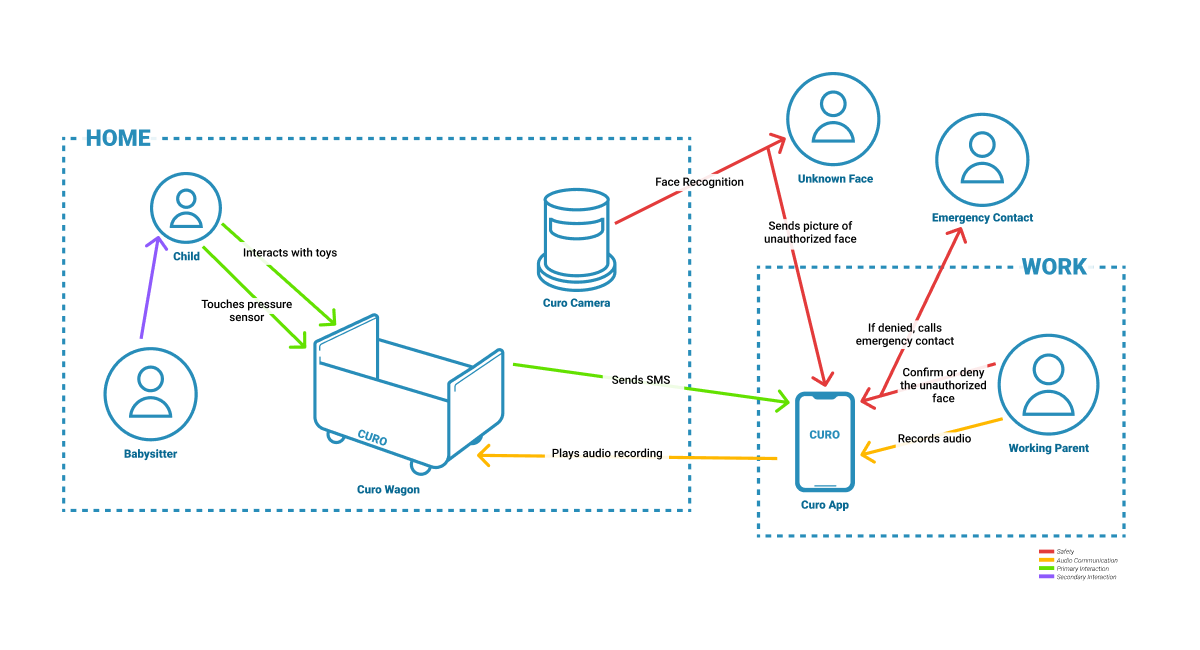 HOME
Child
Interacts with toys
Touches pressure
sensor
Babysitter
CURO
Curo Wagon
Curo Camera
Face Recognition
Unknown Face
Emergency Contact
Sends picture of
unauthorized face
WORK
If denied, calls
emergency contact
Confirm or deny
the unauthorized
face
Sends SMS
CURO
Records audio
Working Parent
Plays audio recording
Curo App
Safety
Audio Communication
Primary Interaction
Secondary Interaction